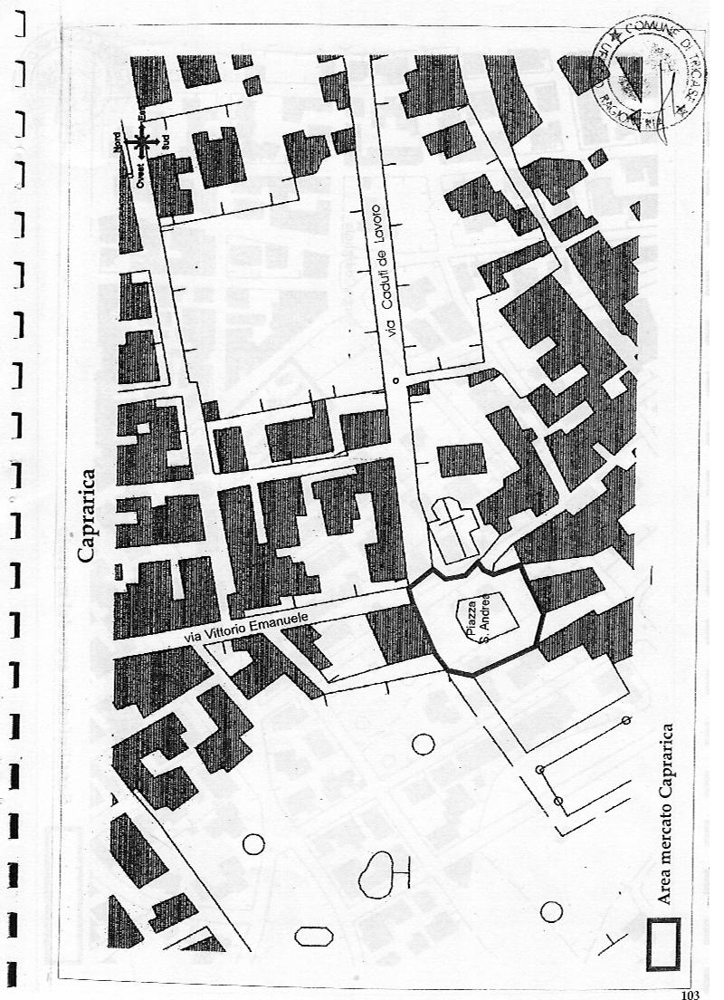 Caprarica
COMUNE DI TRICASE
Nord
Est
Sud
Ovest
via Caduti de Lavoro
via Vittorio Emanuele
Piazza
S. Andrea
Area mercato Caprarica
103